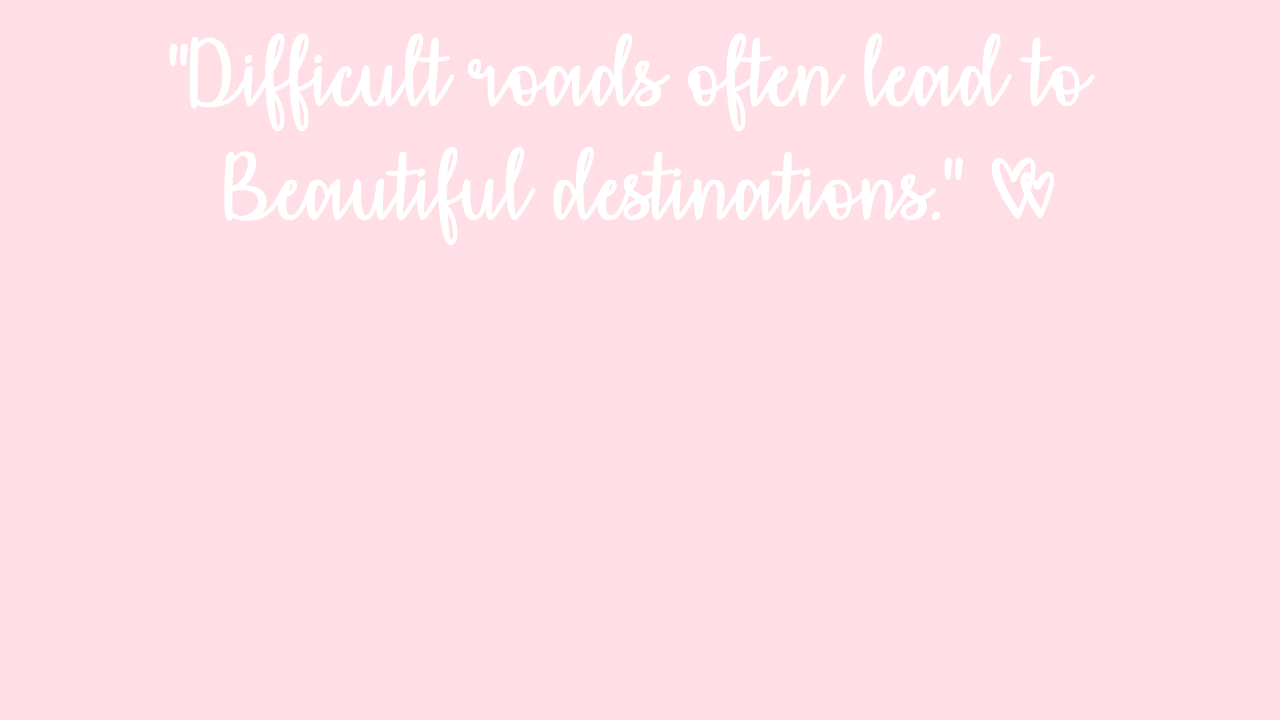 "Difficult roads often lead to
Beautiful destinations." 💕